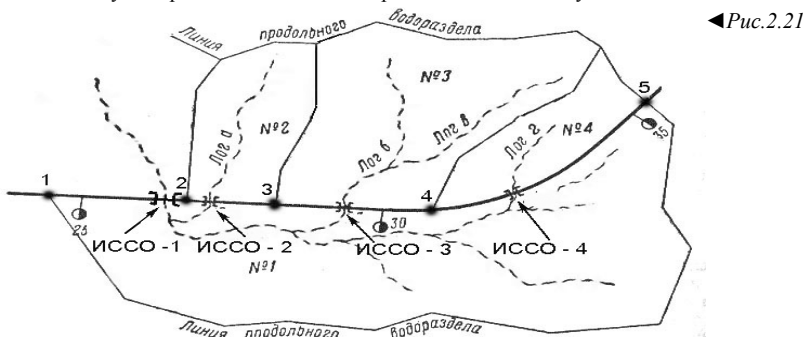 ◄Рис.2.21
Линия продольного водораздела
№3
5
№2
Лог а
Лог б
Лог в
Лог г
№4
35
1
2
3
4
25
30
ИССО - 1
ИССО - 2
ИССО - 3
ИССО - 4
№1
Линия продольного водораздела